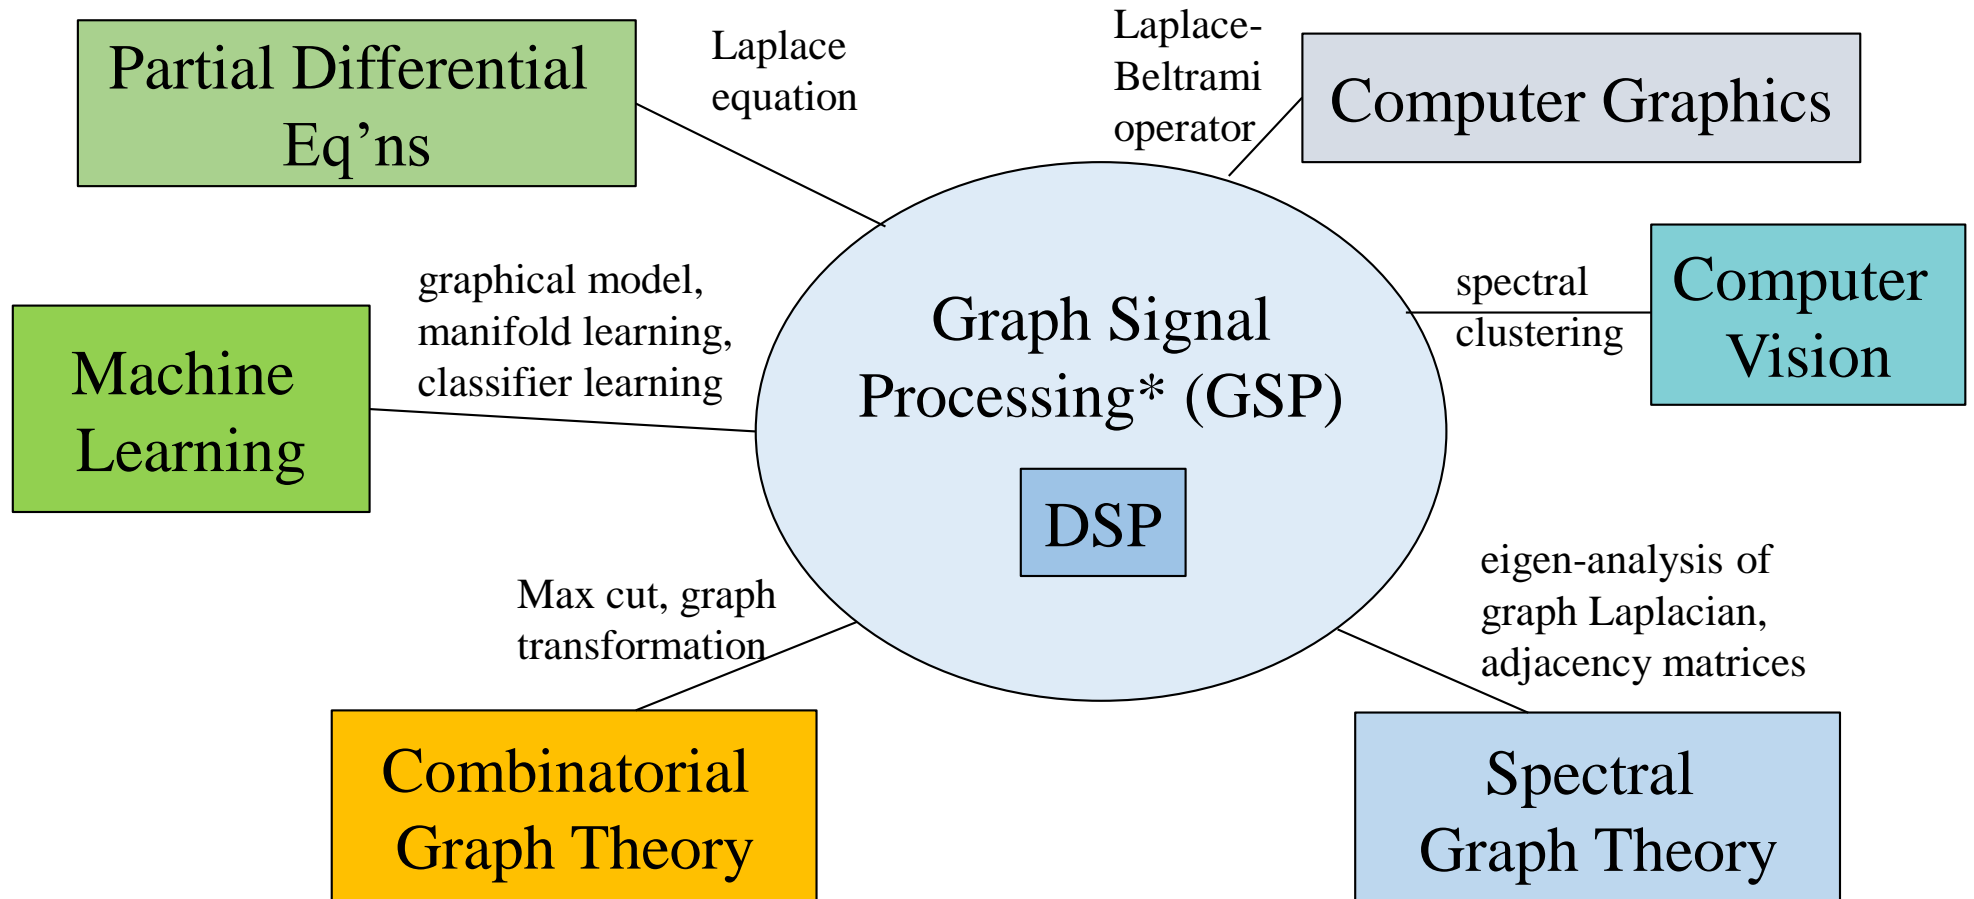 Partial Differential
Eq’ns
Laplace
equation
Laplace-
Beltrami
operator
Computer Graphics
Machine
Learning
graphical model,
manifold learning,
classifier learning
Graph Signal
Processing* (GSP)
DSP
spectral
clustering
Computer
Vision
Max cut, graph
transformation
Combinatorial
Graph Theory
eigen-analysis of
graph Laplacian,
adjacency matrices
Spectral
Graph Theory